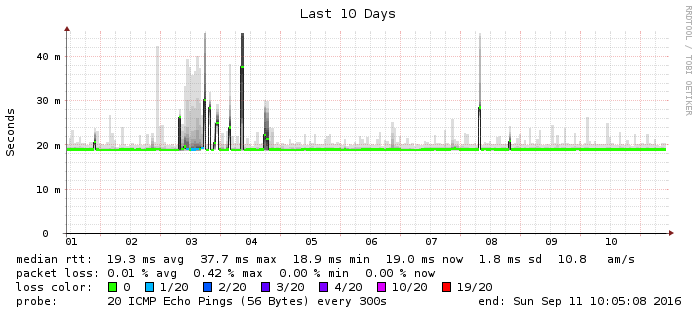 Last 10 Days
RRDTOOL / TOBI OETIKER
Seconds
40 m
30 m
20 m
10 m
0
01 02 03 04 05 06 07 08 09 10
median rtt: 19.3 ms avg 37.7 ms max 18.9 ms min 19.0 ms now 1.8 ms sd 10.8 am/s
packet loss: 0.01 % avg 0.42 % max 0.00 % min 0.00 % now
loss color: 0 1/20 2/20 3/20 4/20 10/20 19/20
probe: 20 ICMP Echo Pings (56 Bytes) every 300s end: Sun Sep 11 10:05:08 2016